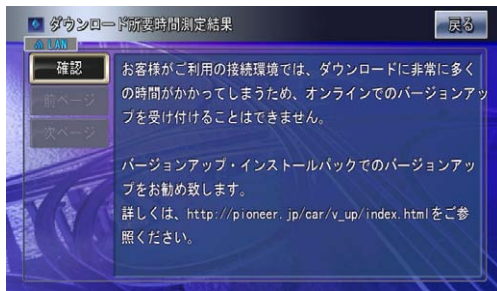 ダウンロード所要時間測定結果
戻る
LAN
確認
前ページ
次ページ
お客様がご利用の接続環境では、ダウンロードに非常に多く
の時間がかかってしまうため、オンラインでのバージョンアッ
プを受け付けることはできません。
バージョンアップ・インストールパックでのバージョンアッ
プをお勧め致します。
詳しくは、http://pioneer.jp/car/v_up/index.htmlをご参
照ください。